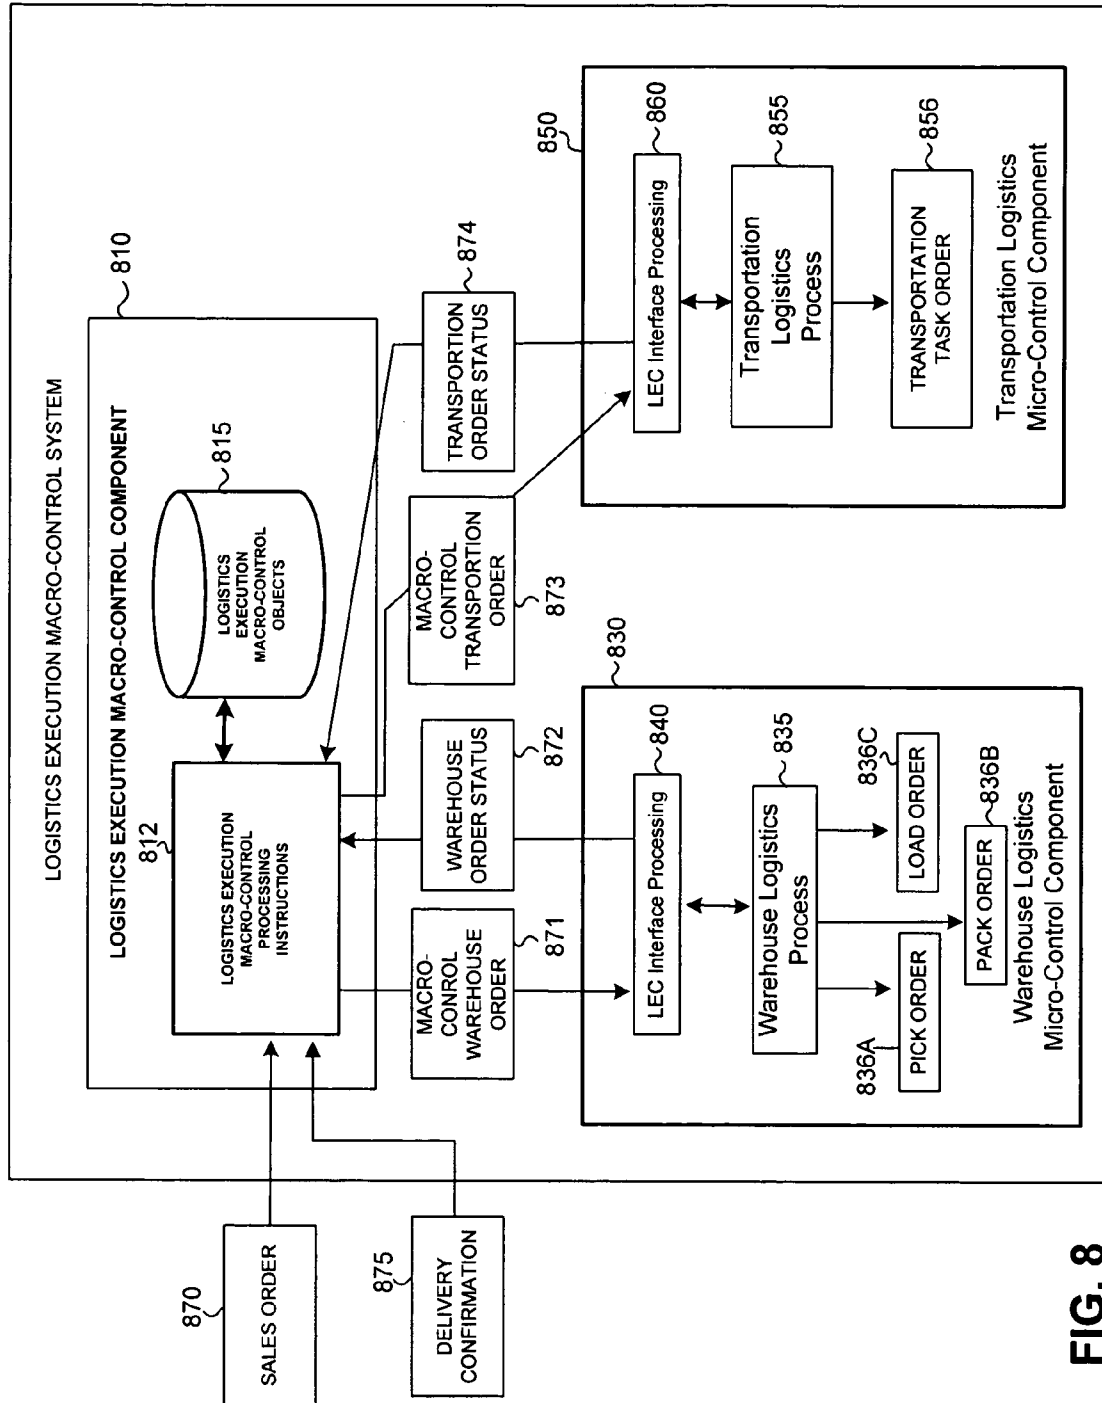 LOGISTICS EXECUTION MACRO-CONTROL SYSTEM
810
LOGISTICS EXECUTION MACRO-CONTROL COMPONENT
812
LOGISTICS EXECUTION
MACRO-CONTROL
PROCESSING
INSTRUCTIONS
815
LOGISTICS
EXECUTION
MACRO-CONTROL
OBJECTS
870
SALES ORDER
875
DELIVERY
CONFIRMATION
871
MACRO-
CONROL
WAREHOUSE
ORDER
872
WAREHOUSE
ORDER STATUS
873
MACRO-
CONTROL
TRANSPORTION
ORDER
874
TRANSPORTION
ORDER STATUS
830
840
LEC Interface Processing
835
Warehouse Logistics
Process
836A
PICK ORDER
836B
PACK ORDER
836C
LOAD ORDER
Warehouse Logistics
Micro-Control Component
850
860
LEC Interface Processing
855
Transportation
Logistics
Process
856
TRANSPORTATION
TASK ORDER
Transportation Logistics
Micro-Control Component
FIG. 8